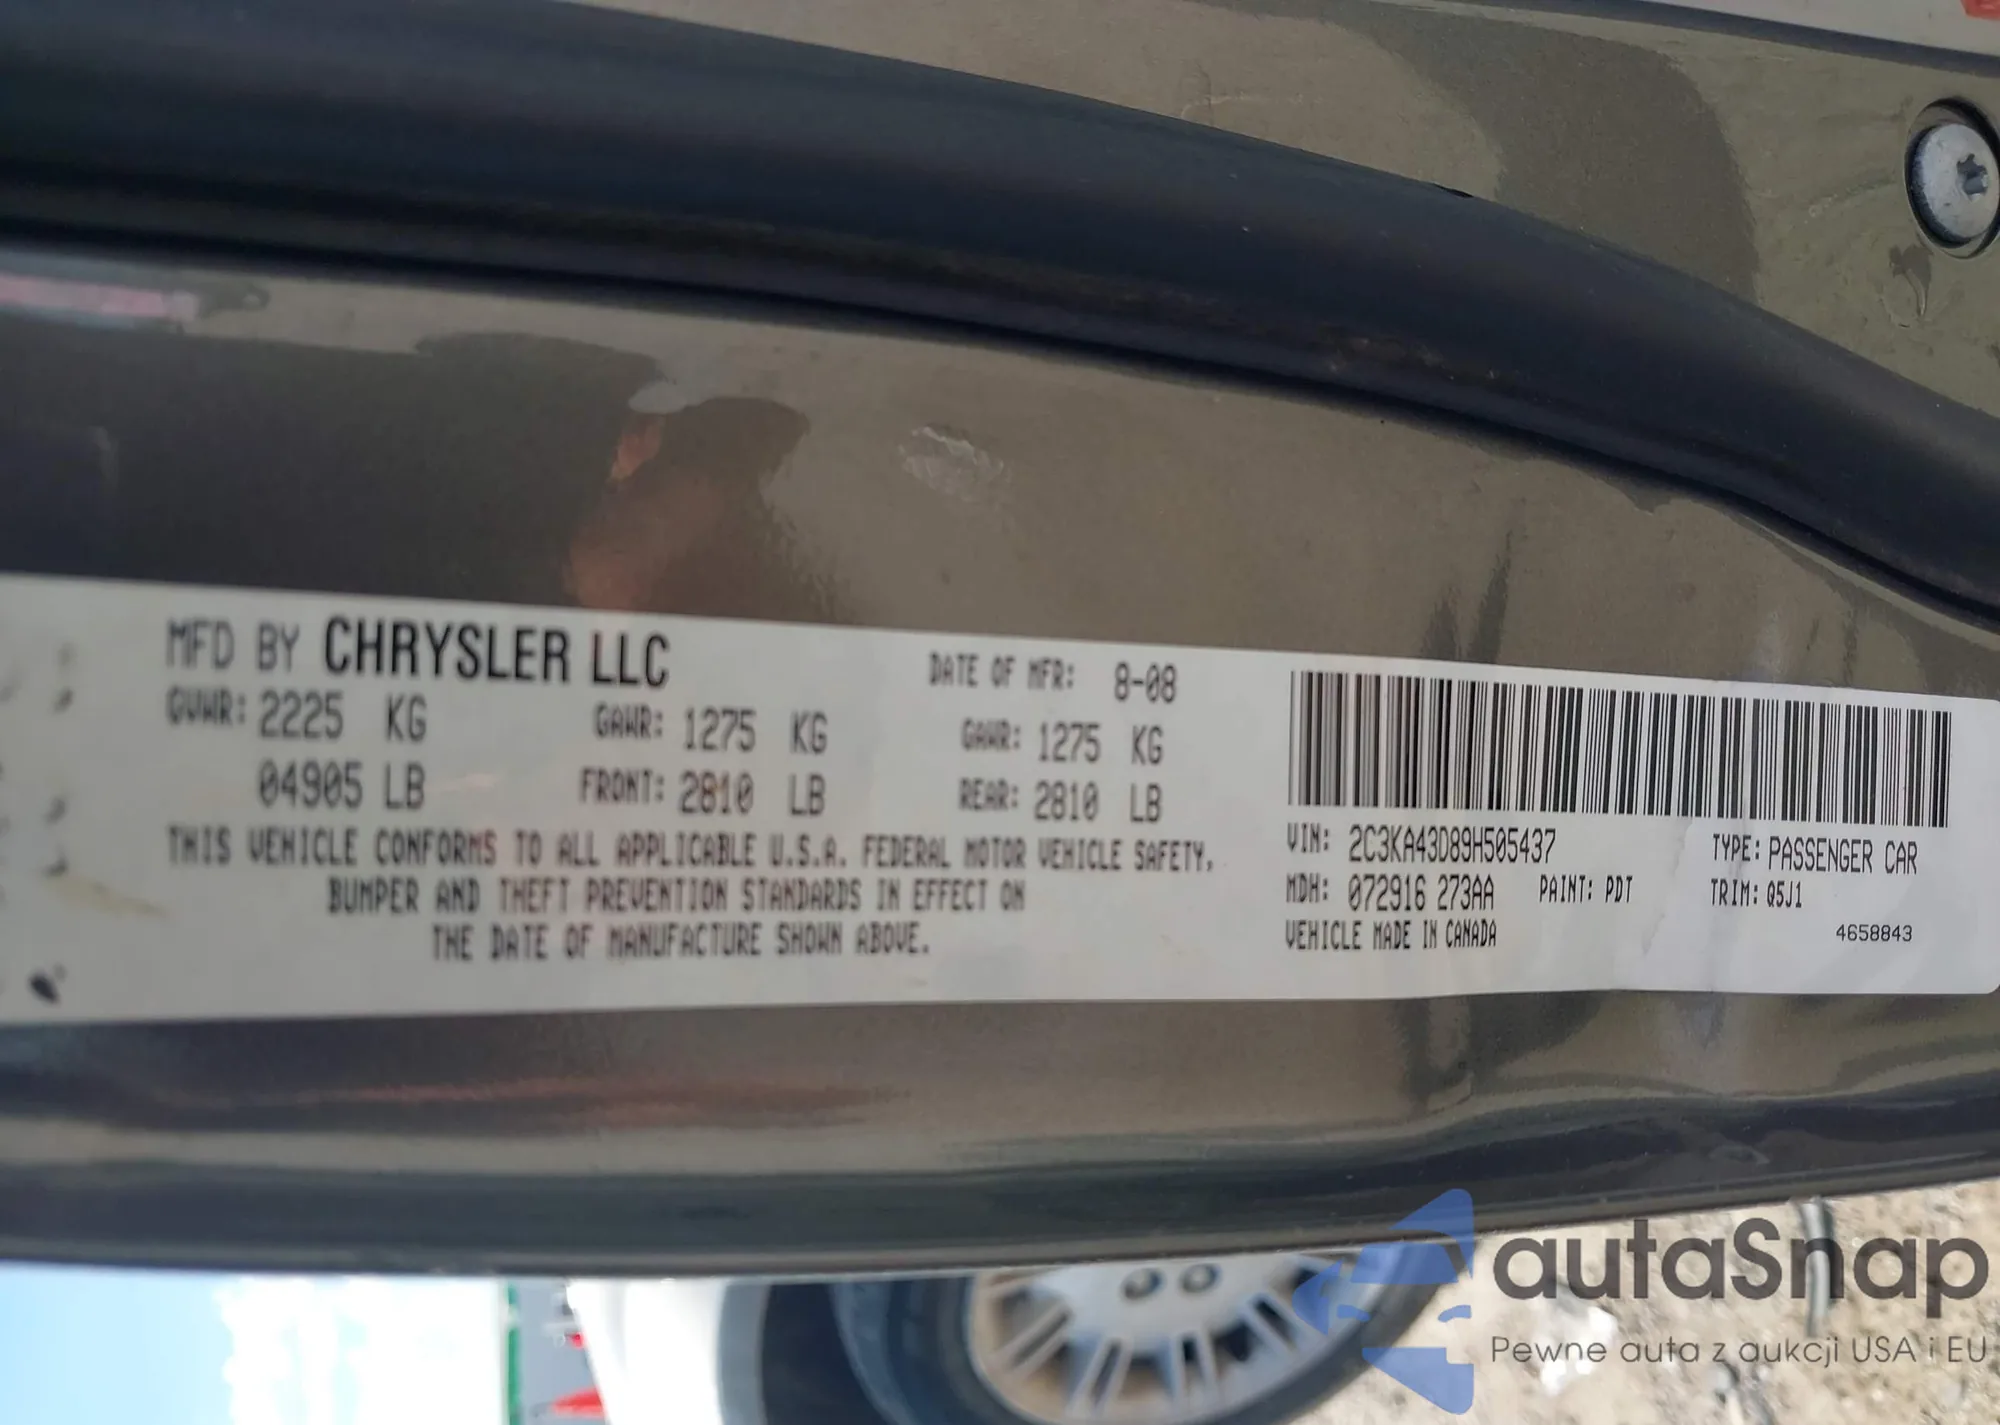 MFD BY CHRYSLER LLC DATE OF MFR: 8-08
GVWR: 2225 KG GAWR: 1275 KG GAWR: 1275 KG
04905 LB FRONT: 2810 LB REAR: 2810 LB
THIS VEHICLE CONFORMS TO ALL APPLICABLE U.S.A. FEDERAL MOTOR VEHICLE SAFETY,
BUMPER AND THEFT PREVENTION STANDARDS IN EFFECT ON
THE DATE OF MANUFACTURE SHOWN ABOVE.
VIN: 2C3KA43D89H505437 TYPE: PASSENGER CAR
MDH: 072916 273AA PAINT: PDT TRIM: Q5J1
VEHICLE MADE IN CANADA 4658843
autaSnap
Pewne auta z aukcji USA i EU